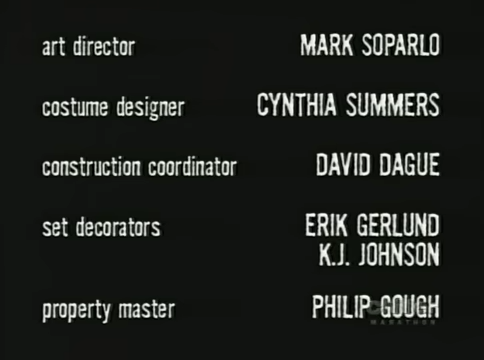 art director MARK SOPARLO
costume designer CYNTHIA SUMMERS
construction coordinator DAVID DAGUE
set decorators ERIK GERLUND
K.J. JOHNSON
property master PHILIP GOUGH
MARATHON